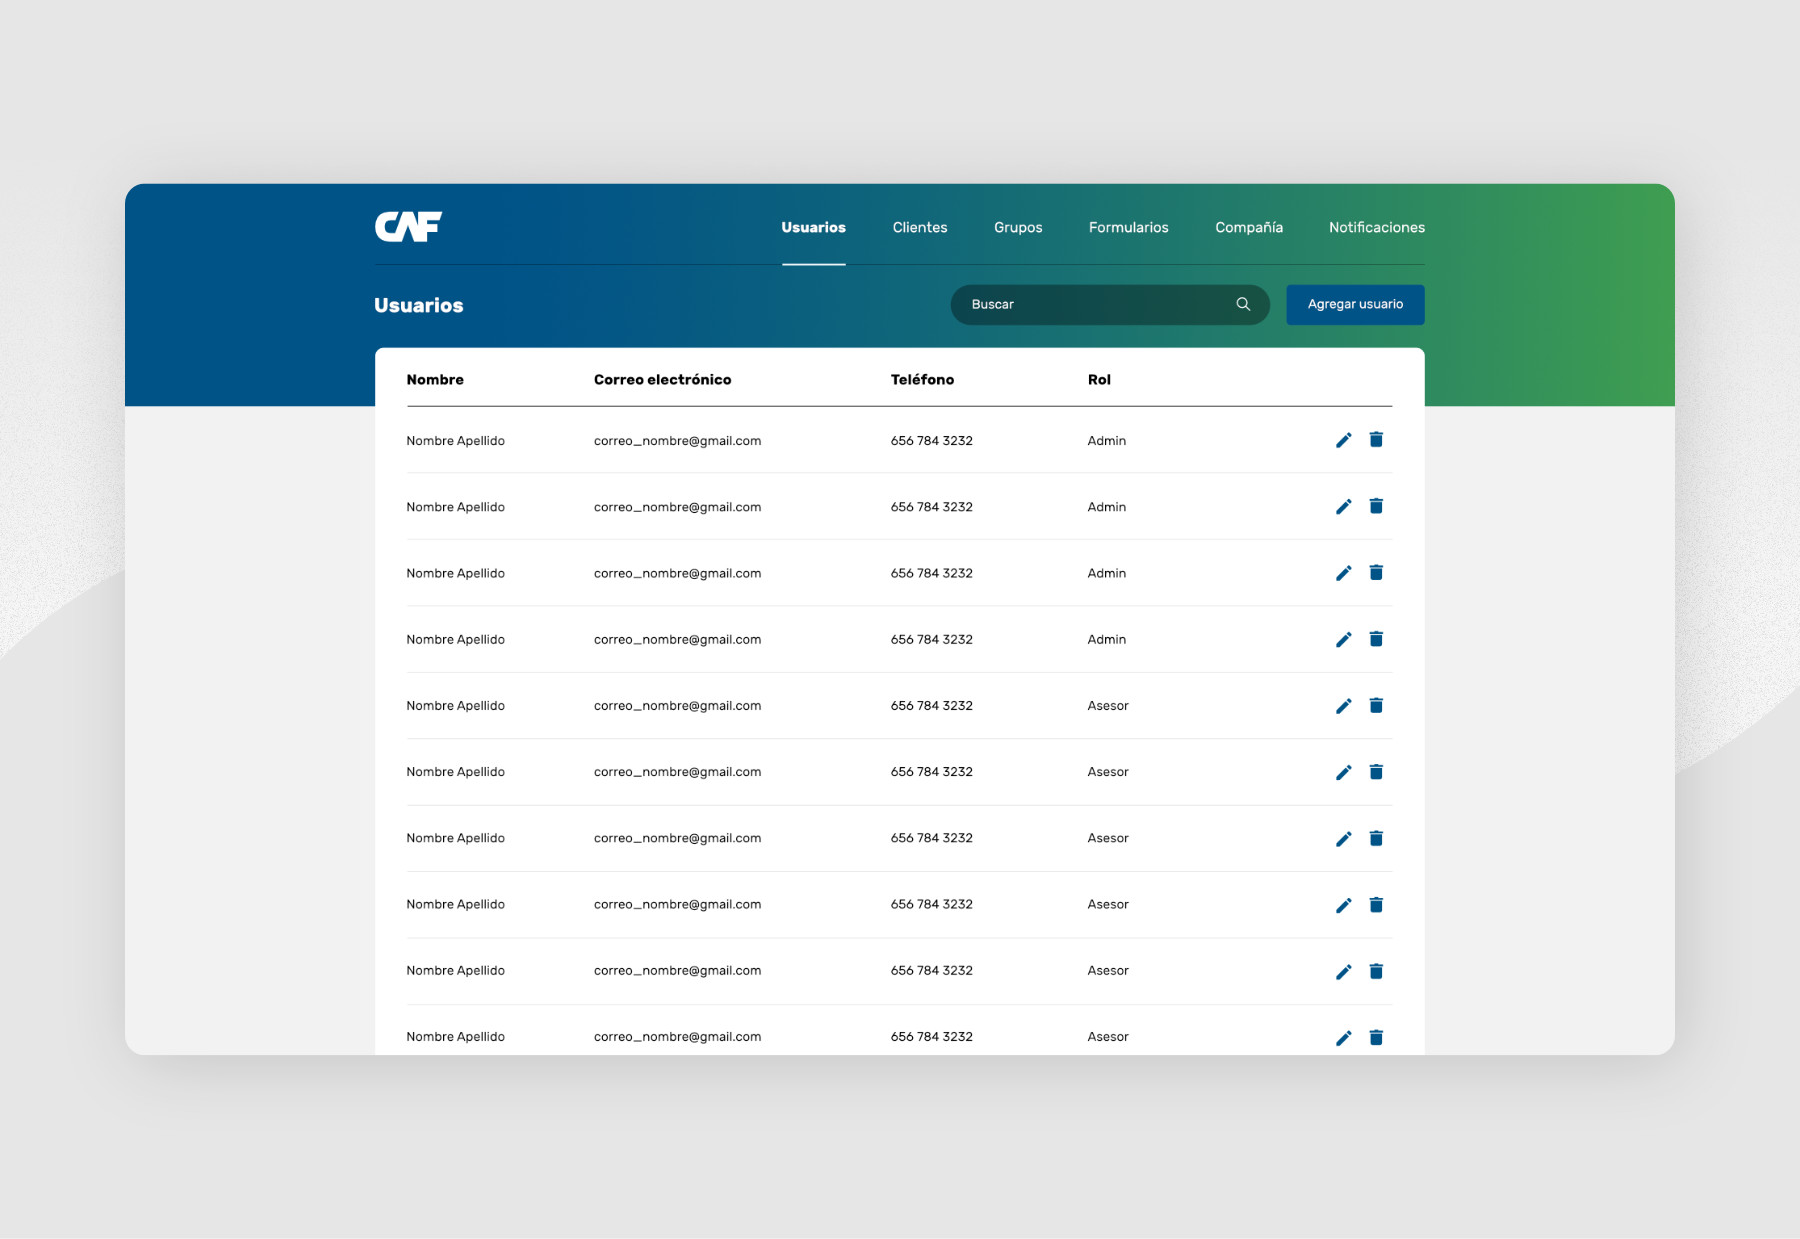 CAF
Usuarios Clientes Grupos Formularios Compañía Notificaciones
Usuarios Buscar Agregar usuario
Nombre Correo electrónico Teléfono Rol
Nombre Apellido correo_nombre@gmail.com 656 784 3232 Admin
Nombre Apellido correo_nombre@gmail.com 656 784 3232 Admin
Nombre Apellido correo_nombre@gmail.com 656 784 3232 Admin
Nombre Apellido correo_nombre@gmail.com 656 784 3232 Admin
Nombre Apellido correo_nombre@gmail.com 656 784 3232 Asesor
Nombre Apellido correo_nombre@gmail.com 656 784 3232 Asesor
Nombre Apellido correo_nombre@gmail.com 656 784 3232 Asesor
Nombre Apellido correo_nombre@gmail.com 656 784 3232 Asesor
Nombre Apellido correo_nombre@gmail.com 656 784 3232 Asesor
Nombre Apellido correo_nombre@gmail.com 656 784 3232 Asesor